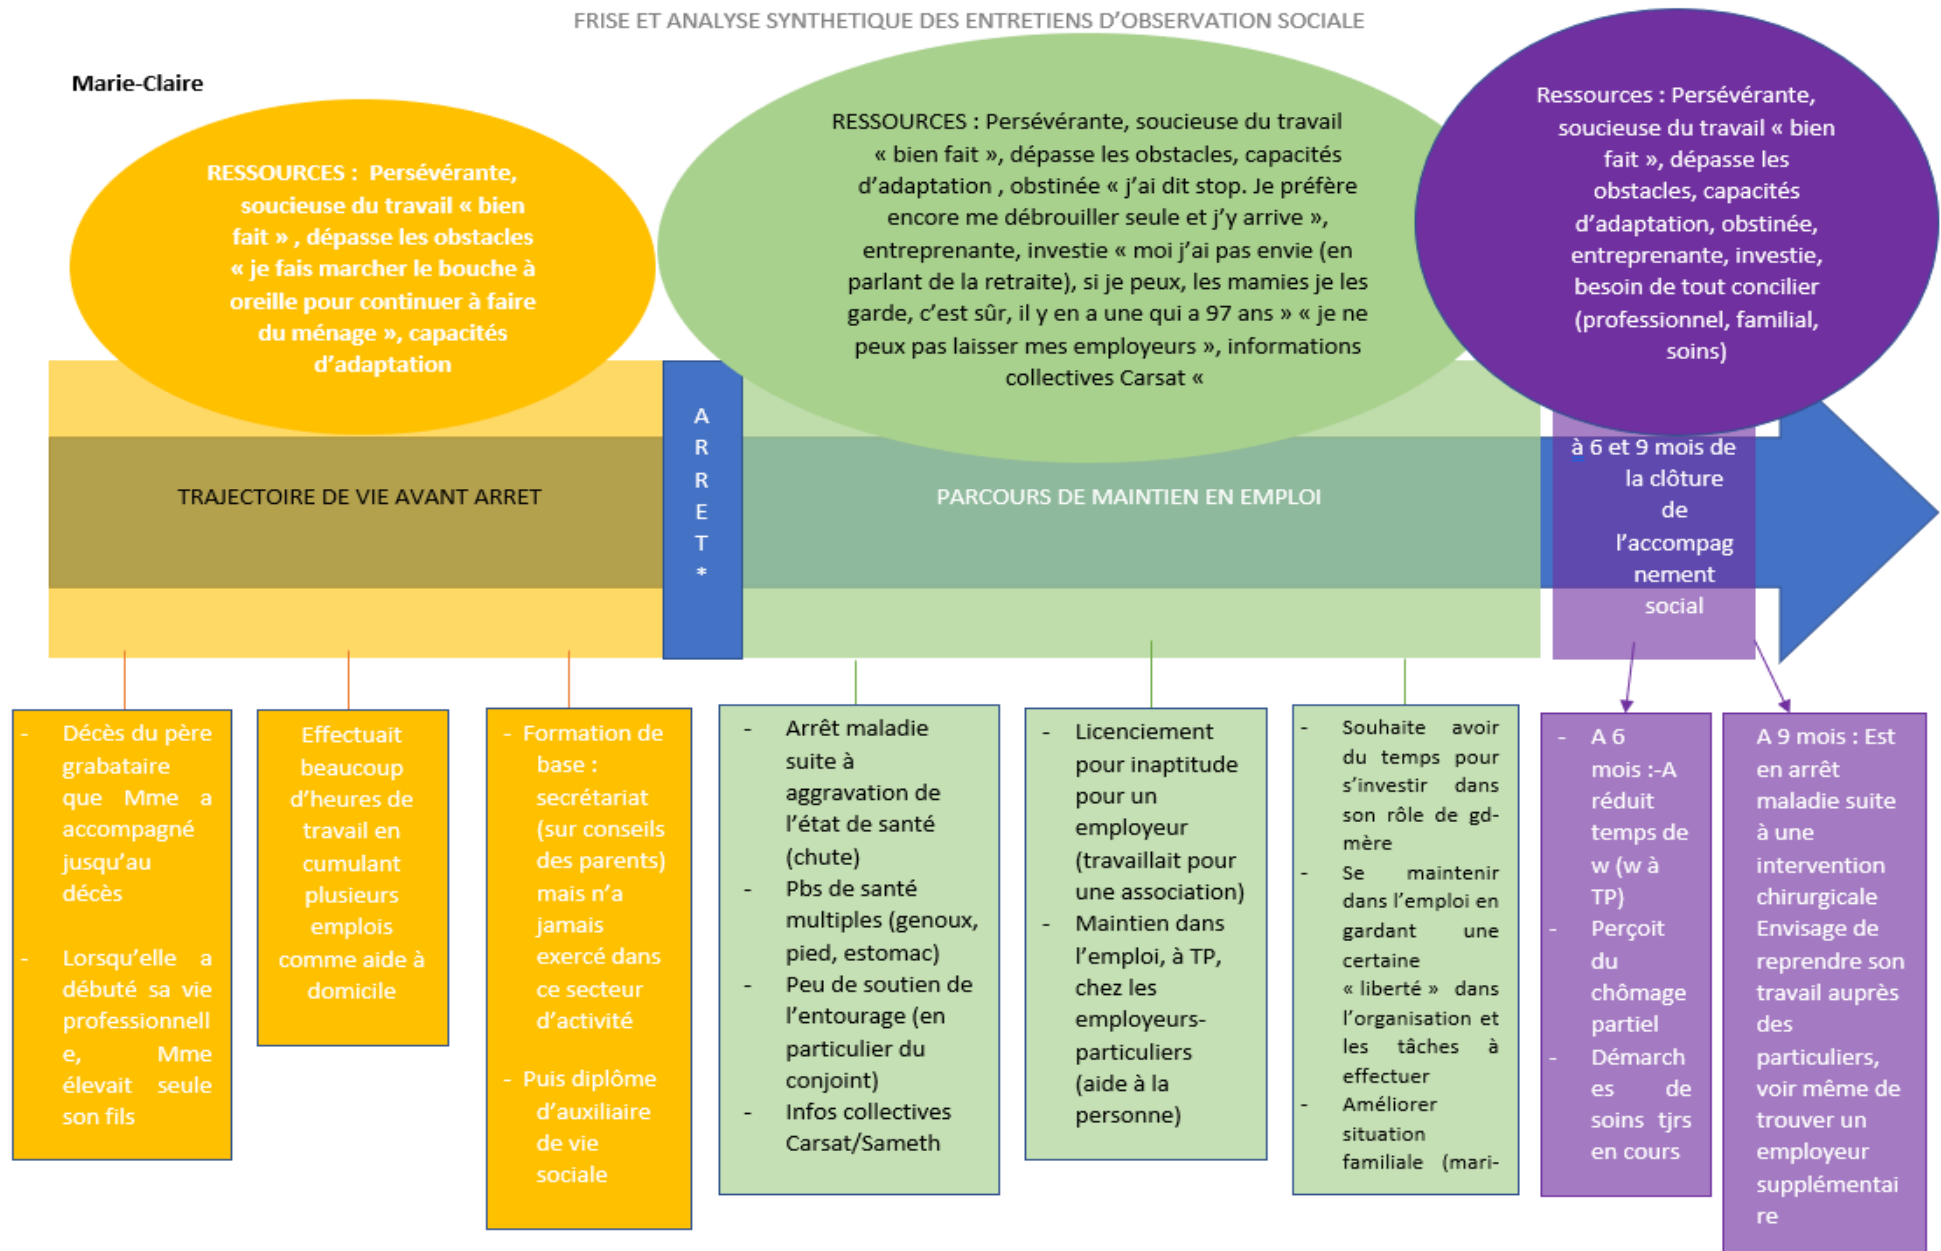 FRISE ET ANALYSE SYNTHETIQUE DES ENTRETIENS D’OBSERVATION SOCIALE
Marie-Claire
RESSOURCES : Persévérante,
soucieuse du travail « bien
fait » , dépasse les obstacles
« je fais marcher le bouche à
oreille pour continuer à faire
du ménage », capacités
d’adaptation
RESSOURCES : Persévérante, soucieuse du travail
« bien fait », dépasse les obstacles, capacités
d’adaptation , obstinée « j’ai dit stop. Je préfère
encore me débrouiller seule et j’y arrive »,
entreprenante, investie « moi j’ai pas envie (en
parlant de la retraite), si je peux, les mamies je les
garde, c’est sûr, il y en a une qui a 97 ans » « je ne
peux pas laisser mes employeurs », informations
collectives Carsat «
Ressources : Persévérante,
soucieuse du travail « bien
fait », dépasse les
obstacles, capacités
d’adaptation, obstinée,
entreprenante, investie,
besoin de tout concilier
(professionnel, familial,
soins)
TRAJECTOIRE DE VIE AVANT ARRET
A
R
R
E
T
*
PARCOURS DE MAINTIEN EN EMPLOI
à 6 et 9 mois de
la clôture
de
l’accompag
nement
social
- Décès du père
grabataire
que Mme a
accompagné
jusqu’au
décès
- Lorsqu’elle a
débuté sa vie
professionnell
e, Mme
élevait seule
son fils
Effectuait
beaucoup
d’heures de
travail en
cumulant
plusieurs
emplois
comme aide à
domicile
- Formation de
base :
secrétariat
(sur conseils
des parents)
mais n’a
jamais
exercé dans
ce secteur
d’activité
- Puis diplôme
d’auxiliaire
de vie
sociale
- Arrêt maladie
suite à
aggravation de
l’état de santé
(chute)
- Pbs de santé
multiples (genoux,
pied, estomac)
- Peu de soutien de
l’entourage (en
particulier du
conjoint)
- Infos collectives
Carsat/Sameth
- Licenciement
pour inaptitude
pour un
employeur
(travaillait pour
une association)
- Maintien dans
l’emploi, à TP,
chez les
employeurs-
particuliers
(aide à la
personne)
- Souhaite avoir
du temps pour
s’investir dans
son rôle de gd-
mère
- Se maintenir
dans l’emploi en
gardant une
certaine
« liberté » dans
l’organisation et
les tâches à
effectuer
- Améliorer
situation
familiale (mari-
- A 6
mois :-A
réduit
temps de
w (w à
TP)
- Perçoit
du
chômage
partiel
- Démarch
es de
soins tjrs
en cours
A 9 mois : Est
en arrêt
maladie suite
à une
intervention
chirurgicale
Envisage de
reprendre son
travail auprès
des
particuliers,
voir même de
trouver un
employeur
supplémentai
re